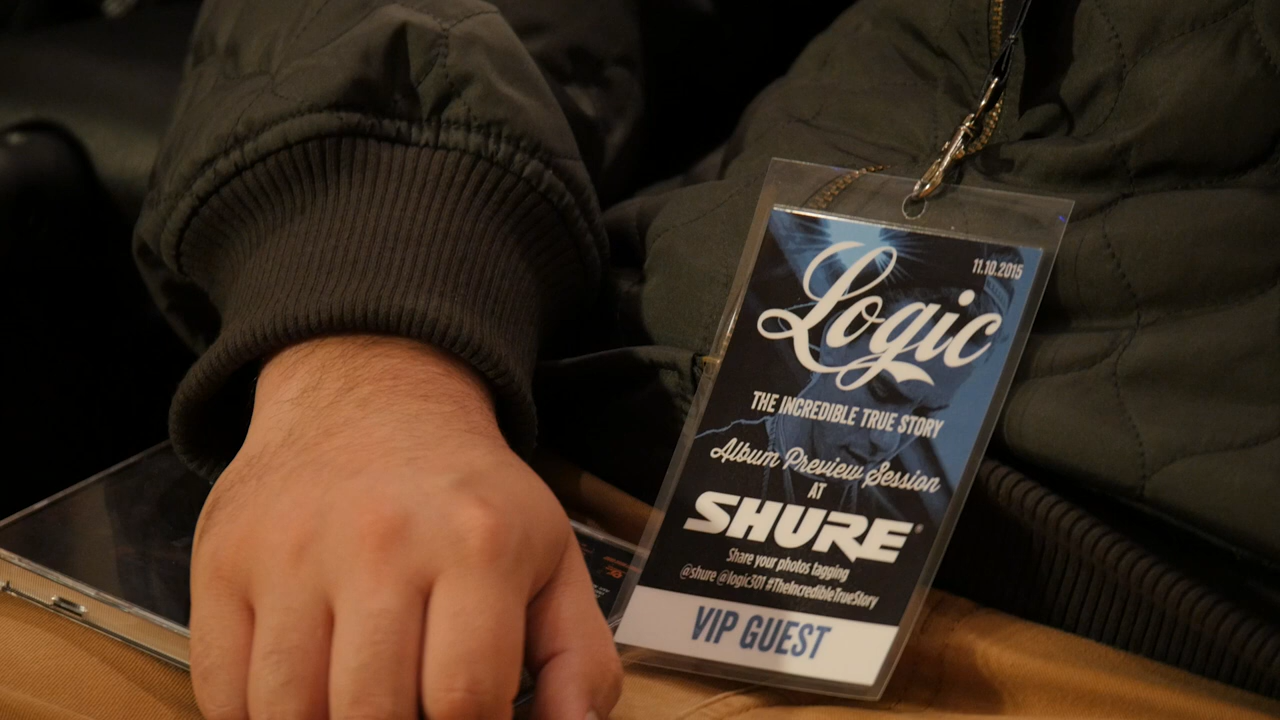 11.10.2015
Logic
THE INCREDIBLE TRUE STORY
Album Preview Session
AT
SHURE®
Share your photos tagging
@shure @logic301 #TheIncredibleTrueStory
VIP GUEST